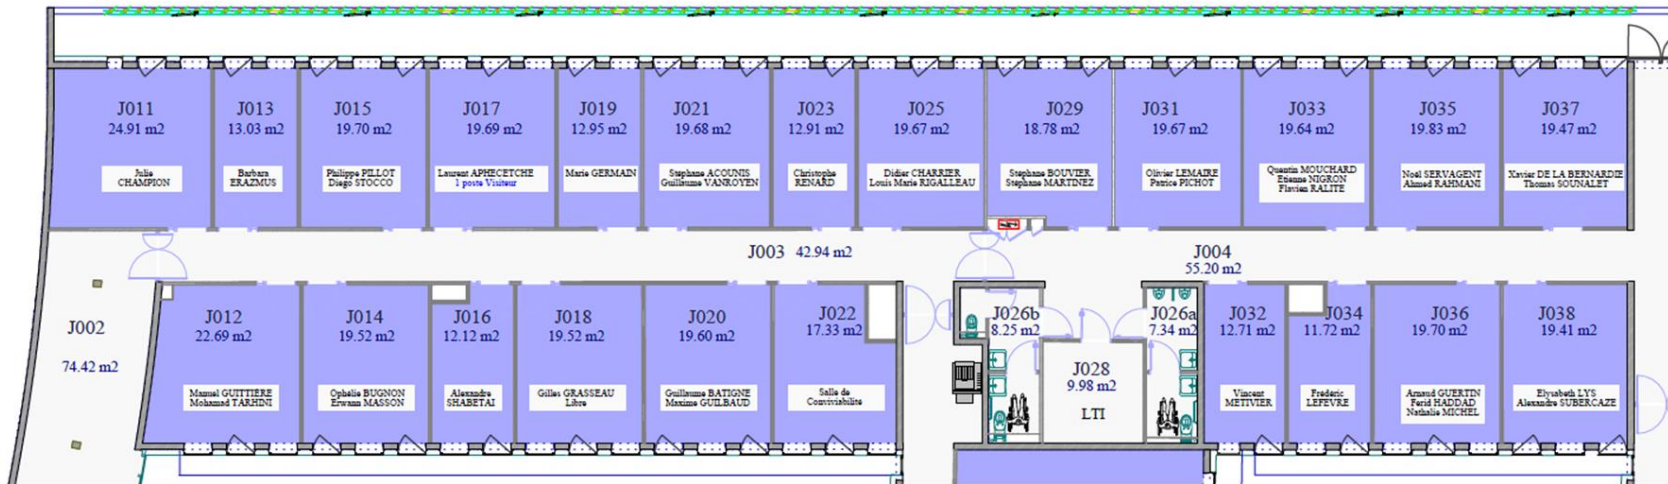 J011
24.91 m2
Julie
CHAMPION
J013
13.03 m2
Barbara
ERAZMUS
J015
19.70 m2
Philippe PILLOT
Diego STOCCO
J017
19.69 m2
Laurent APHECETCHE
1 poste Visiteur
J019
12.95 m2
Marie GERMAIN
J021
19.68 m2
Stéphane ACOUNIS
Guillaume VANROYEN
J023
12.91 m2
Christophe
RENARD
J025
19.67 m2
Didier CHARRIER
Louis Marie RIGALLEAU
J029
18.78 m2
Stéphane BOUVIER
Stéphane MARTINEZ
J031
19.67 m2
Olivier LEMAIRE
Patrice PICHOT
J033
19.64 m2
Quentin MOUCHARD
Etienne NIGRON
Flavien RALITE
J035
19.83 m2
Noël SERVAGENT
Ahmed RAHMANI
J037
19.47 m2
Xavier DE LA BERNARDIE
Thomas SOUNALET
J003 42.94 m2
J004
55.20 m2
J002
74.42 m2
J012
22.69 m2
Manuel GUITTIÈRE
Mohamad TARHINI
J014
19.52 m2
Ophélie BUGNON
Erwann MASSON
J016
12.12 m2
Alexandre
SHABETAI
J018
19.52 m2
Gilles GRASSEAU
Libre
J020
19.60 m2
Guillaume BATIGNE
Maxime GUILBAUD
J022
17.33 m2
Salle de
Convivialité
J026b
8.25 m2
J028
9.98 m2
LTI
J026a
7.34 m2
J032
12.71 m2
Vincent
METIVIER
J034
11.72 m2
Frédéric
LEFEVRE
J036
19.70 m2
Arnaud GUERTIN
Ferid HADDAD
Nathalie MICHEL
J038
19.41 m2
Elysabeth LYS
Alexandre SUBERCAZE